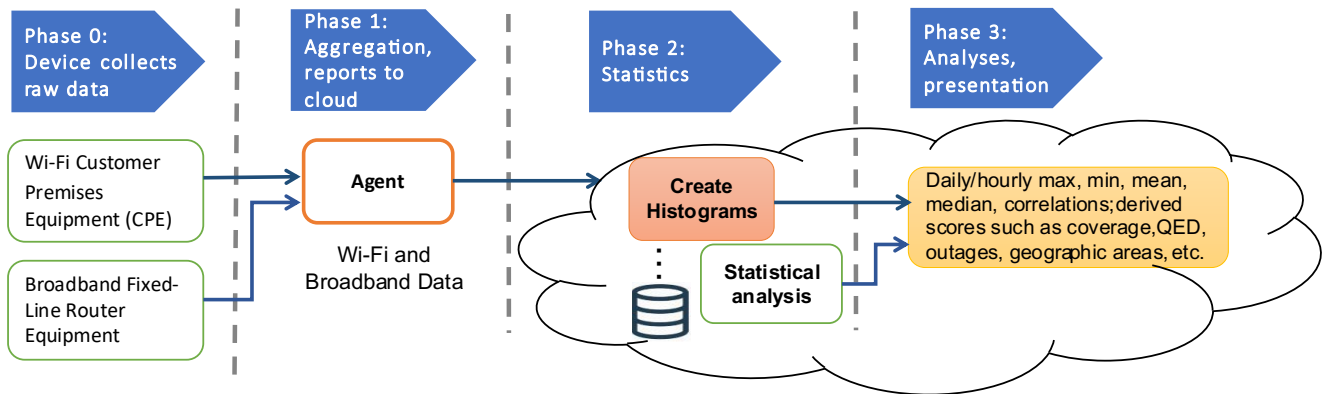 Phase 0:
Device collects
raw data
Phase 1:
Aggregation,
reports to
cloud
Phase 2:
Statistics
Phase 3:
Analyses,
presentation
Wi-Fi Customer
Premises
Equipment (CPE)
Broadband Fixed-
Line Router
Equipment
Agent
Wi-Fi and
Broadband Data
Create
Histograms
Statistical
analysis
Daily/hourly max, min, mean,
median, correlations;derived
scores such as coverage,QED,
outages, geographic areas, etc.